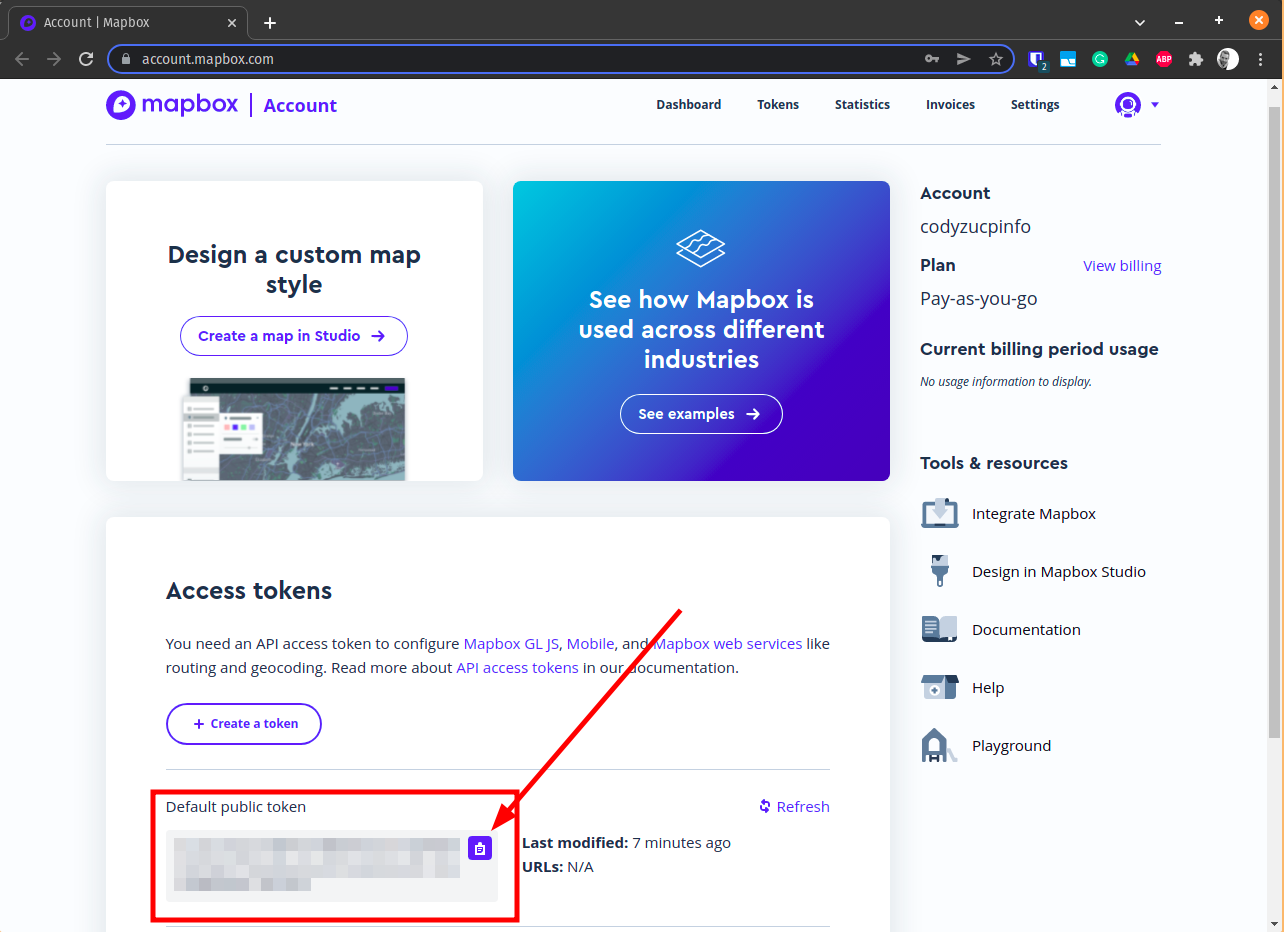 Account | Mapbox
account.mapbox.com
2
ABP
mapbox | Account
Dashboard
Tokens
Statistics
Invoices
Settings
Design a custom map
style
Create a map in Studio →
See how Mapbox is
used across different
industries
See examples →
Account
codyzucpinfo
Plan
View billing
Pay-as-you-go
Current billing period usage
No usage information to display.
Tools & resources
Integrate Mapbox
Design in Mapbox Studio
Documentation
Help
Playground
Access tokens
You need an API access token to configure Mapbox GL JS, Mobile, and Mapbox web services like
routing and geocoding. Read more about API access tokens in our documentation.
+ Create a token
Default public token
Refresh
Last modified: 7 minutes ago
URLs: N/A